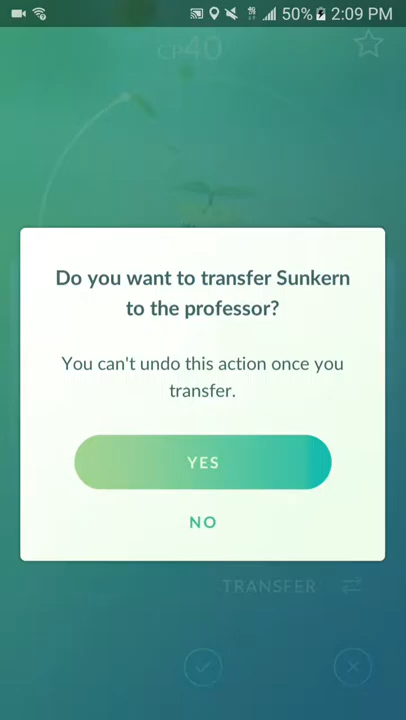 50% 2:09 PM
CP40
Do you want to transfer Sunkern
to the professor?
You can't undo this action once you
transfer.
YES
NO
TRANSFER